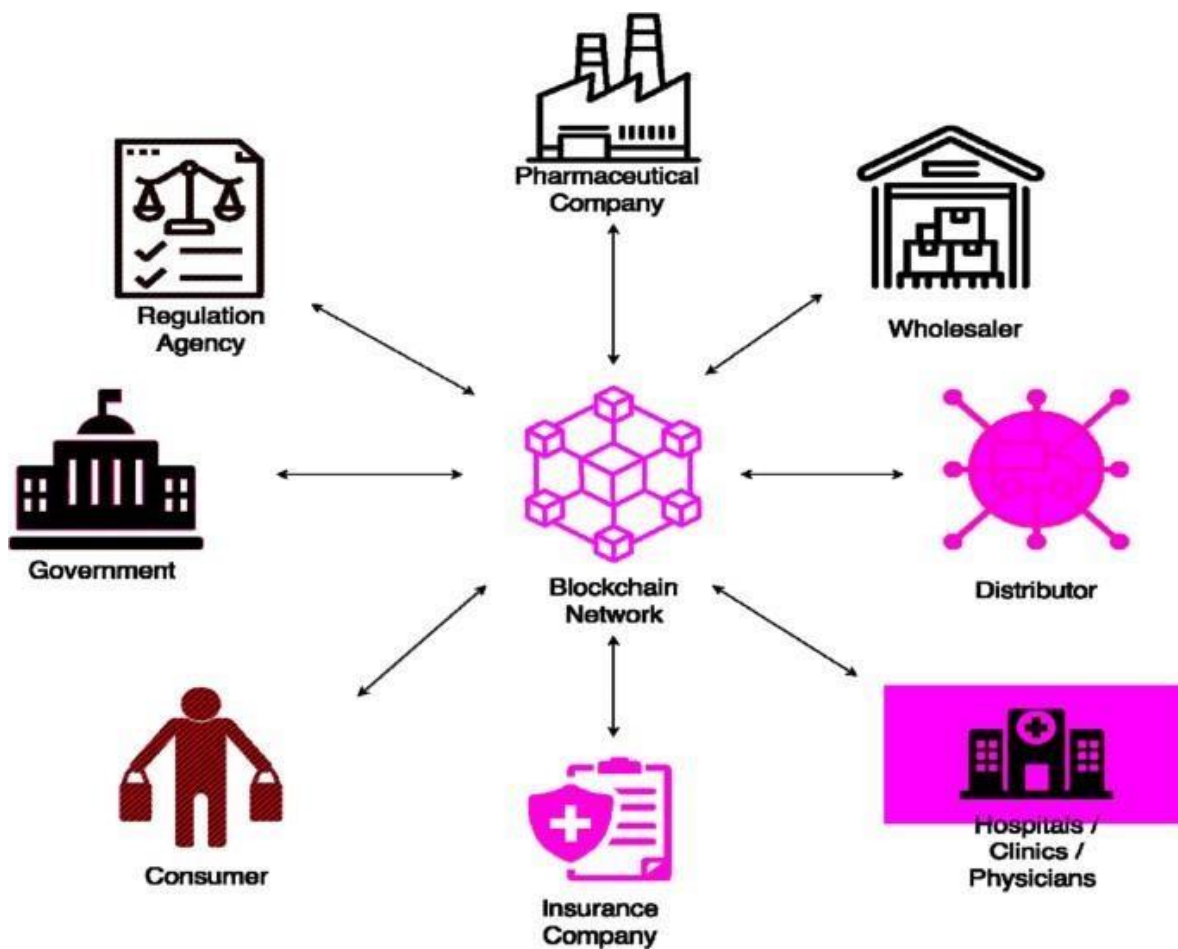 Pharmaceutical
Company
Regulation
Agency
Wholesaler
Government
Blockchain
Network
Distributor
Consumer
Insurance
Company
Hospitals /
Clinics /
Physicians